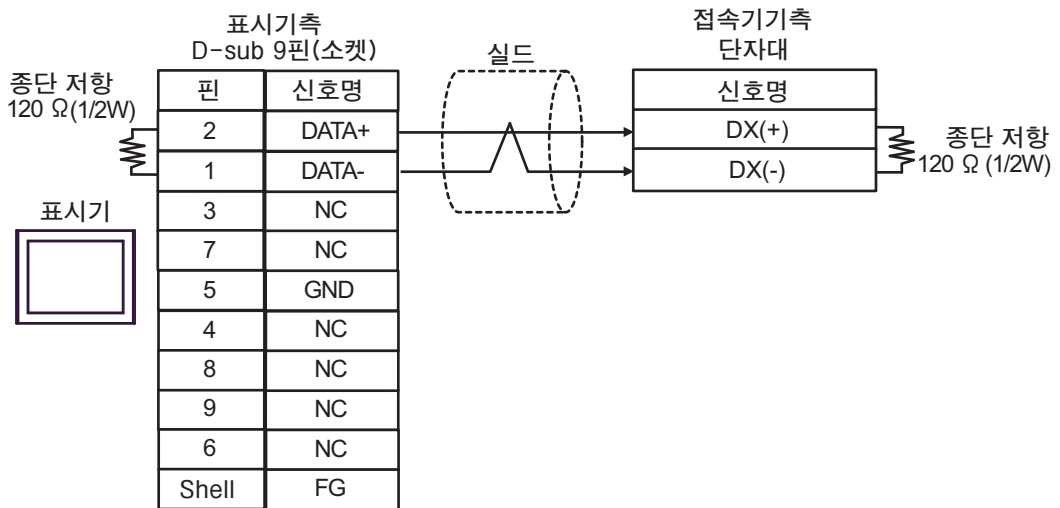 표시기측
D-sub 9핀(소켓)
접속기기측
단자대
실드
종단 저항
120 Ω(1/2W)
핀 신호명
2 DATA+
1 DATA-
3 NC
7 NC
5 GND
4 NC
8 NC
9 NC
6 NC
Shell FG
표시기
신호명
DX(+)
DX(-)
종단 저항
120 Ω (1/2W)